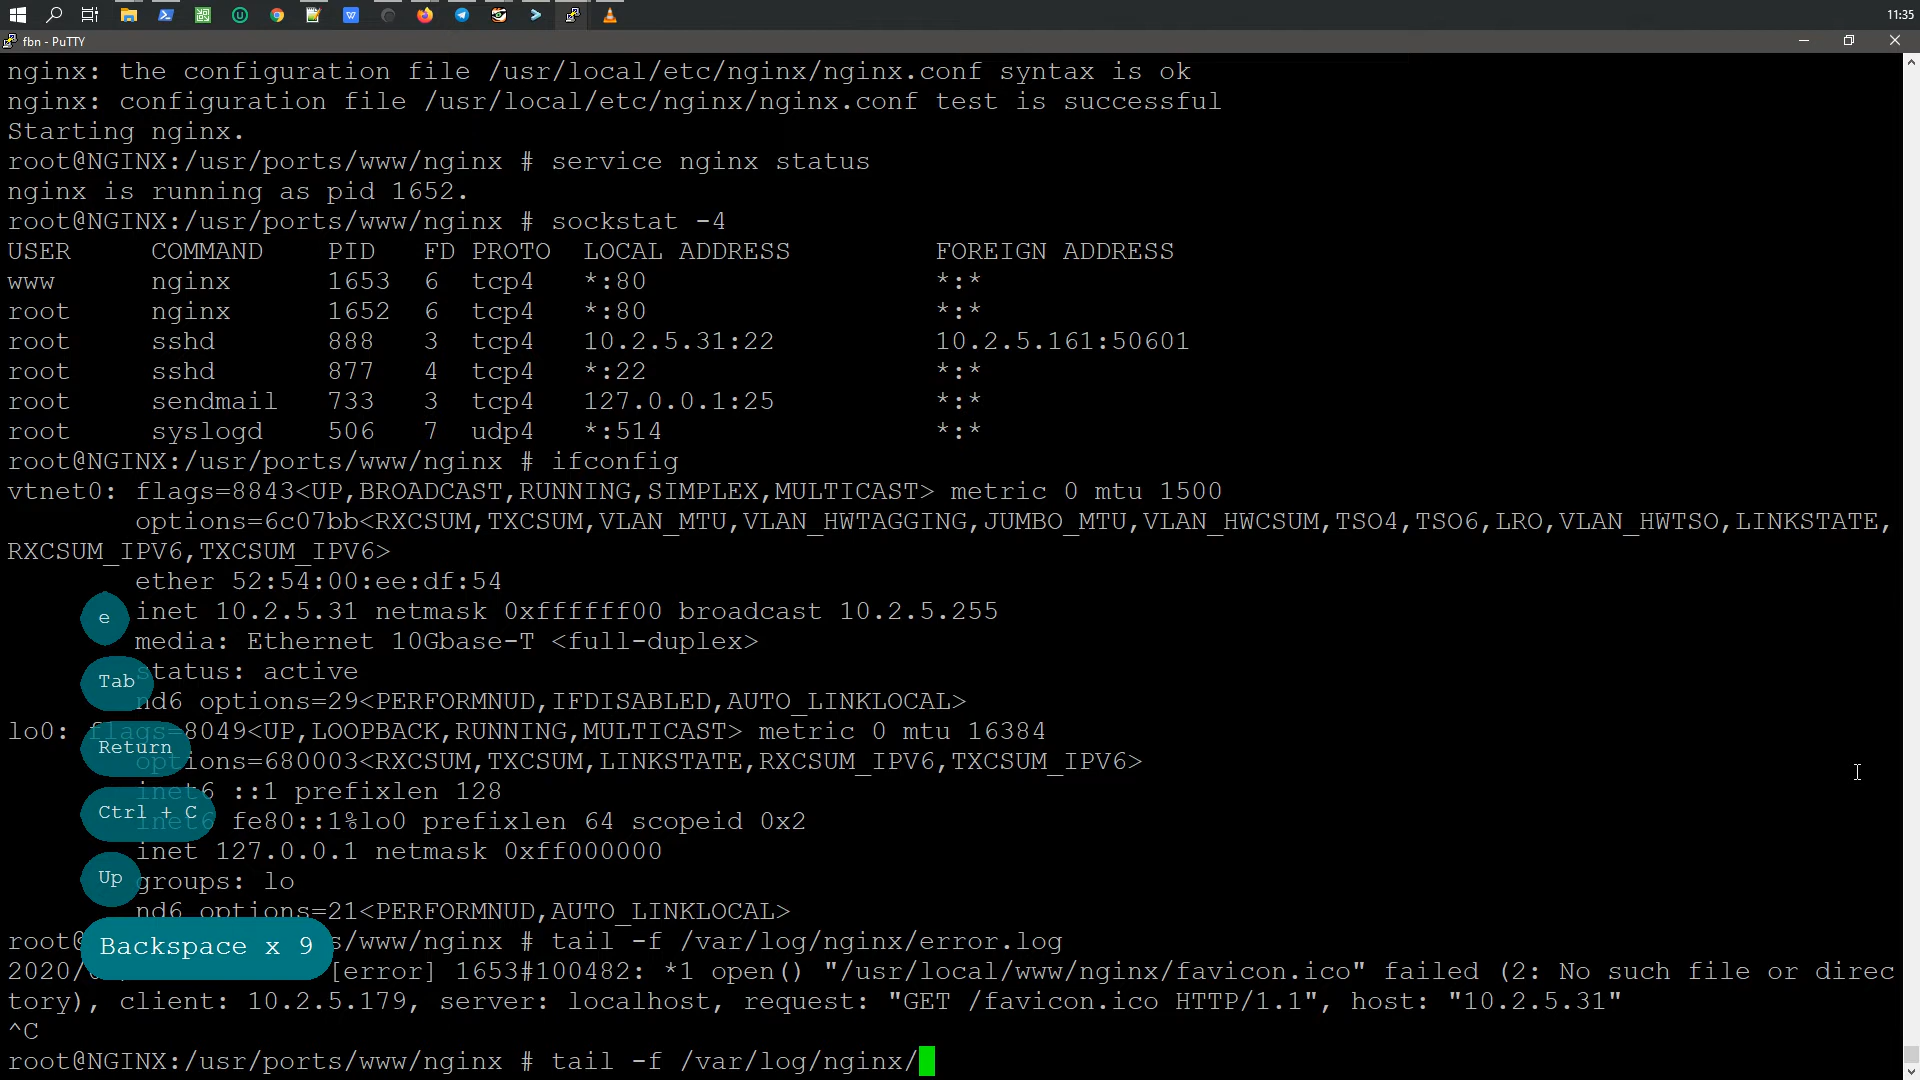 11:35
fbn - PuTTY
nginx: the configuration file /usr/local/etc/nginx/nginx.conf syntax is ok
nginx: configuration file /usr/local/etc/nginx/nginx.conf test is successful
Starting nginx.
root@NGINX:/usr/ports/www/nginx # service nginx status
nginx is running as pid 1652.
root@NGINX:/usr/ports/www/nginx # sockstat -4
USER     COMMAND    PID   FD PROTO  LOCAL ADDRESS         FOREIGN ADDRESS
www      nginx      1653  6  tcp4   *:80                  *:*
root     nginx      1652  6  tcp4   *:80                  *:*
root     sshd       888   3  tcp4   10.2.5.31:22          10.2.5.161:50601
root     sshd       877   4  tcp4   *:22                  *:*
root     sendmail   733   3  tcp4   127.0.0.1:25          *:*
root     syslogd    506   7  udp4   *:514                 *:*
root@NGINX:/usr/ports/www/nginx # ifconfig
vtnet0: flags=8843<UP,BROADCAST,RUNNING,SIMPLEX,MULTICAST> metric 0 mtu 1500
options=6c07bb<RXCSUM,TXCSUM,VLAN_MTU,VLAN_HWTAGGING,JUMBO_MTU,VLAN_HWCSUM,TSO4,TSO6,LRO,VLAN_HWTSO,LINKSTATE,
RXCSUM_IPV6,TXCSUM_IPV6>
ether 52:54:00:ee:df:54
e
inet 10.2.5.31 netmask 0xffffff00 broadcast 10.2.5.255
media: Ethernet 10Gbase-T <full-duplex>
status: active
Tab
nd6 options=29<PERFORMNUD,IFDISABLED,AUTO_LINKLOCAL>
lo0: flags=8049<UP,LOOPBACK,RUNNING,MULTICAST> metric 0 mtu 16384
Return
options=680003<RXCSUM,TXCSUM,LINKSTATE,RXCSUM_IPV6,TXCSUM_IPV6>
inet6 ::1 prefixlen 128
Ctrl + C
inet6 fe80::1%lo0 prefixlen 64 scopeid 0x2
inet 127.0.0.1 netmask 0xff000000
Up
groups: lo
nd6 options=21<PERFORMNUD,AUTO_LINKLOCAL>
Backspace x 9
root@ s/www/nginx # tail -f /var/log/nginx/error.log
2020/ [error] 1653#100482: *1 open() "/usr/local/www/nginx/favicon.ico" failed (2: No such file or direc
tory), client: 10.2.5.179, server: localhost, request: "GET /favicon.ico HTTP/1.1", host: "10.2.5.31"
^C
root@NGINX:/usr/ports/www/nginx # tail -f /var/log/nginx/